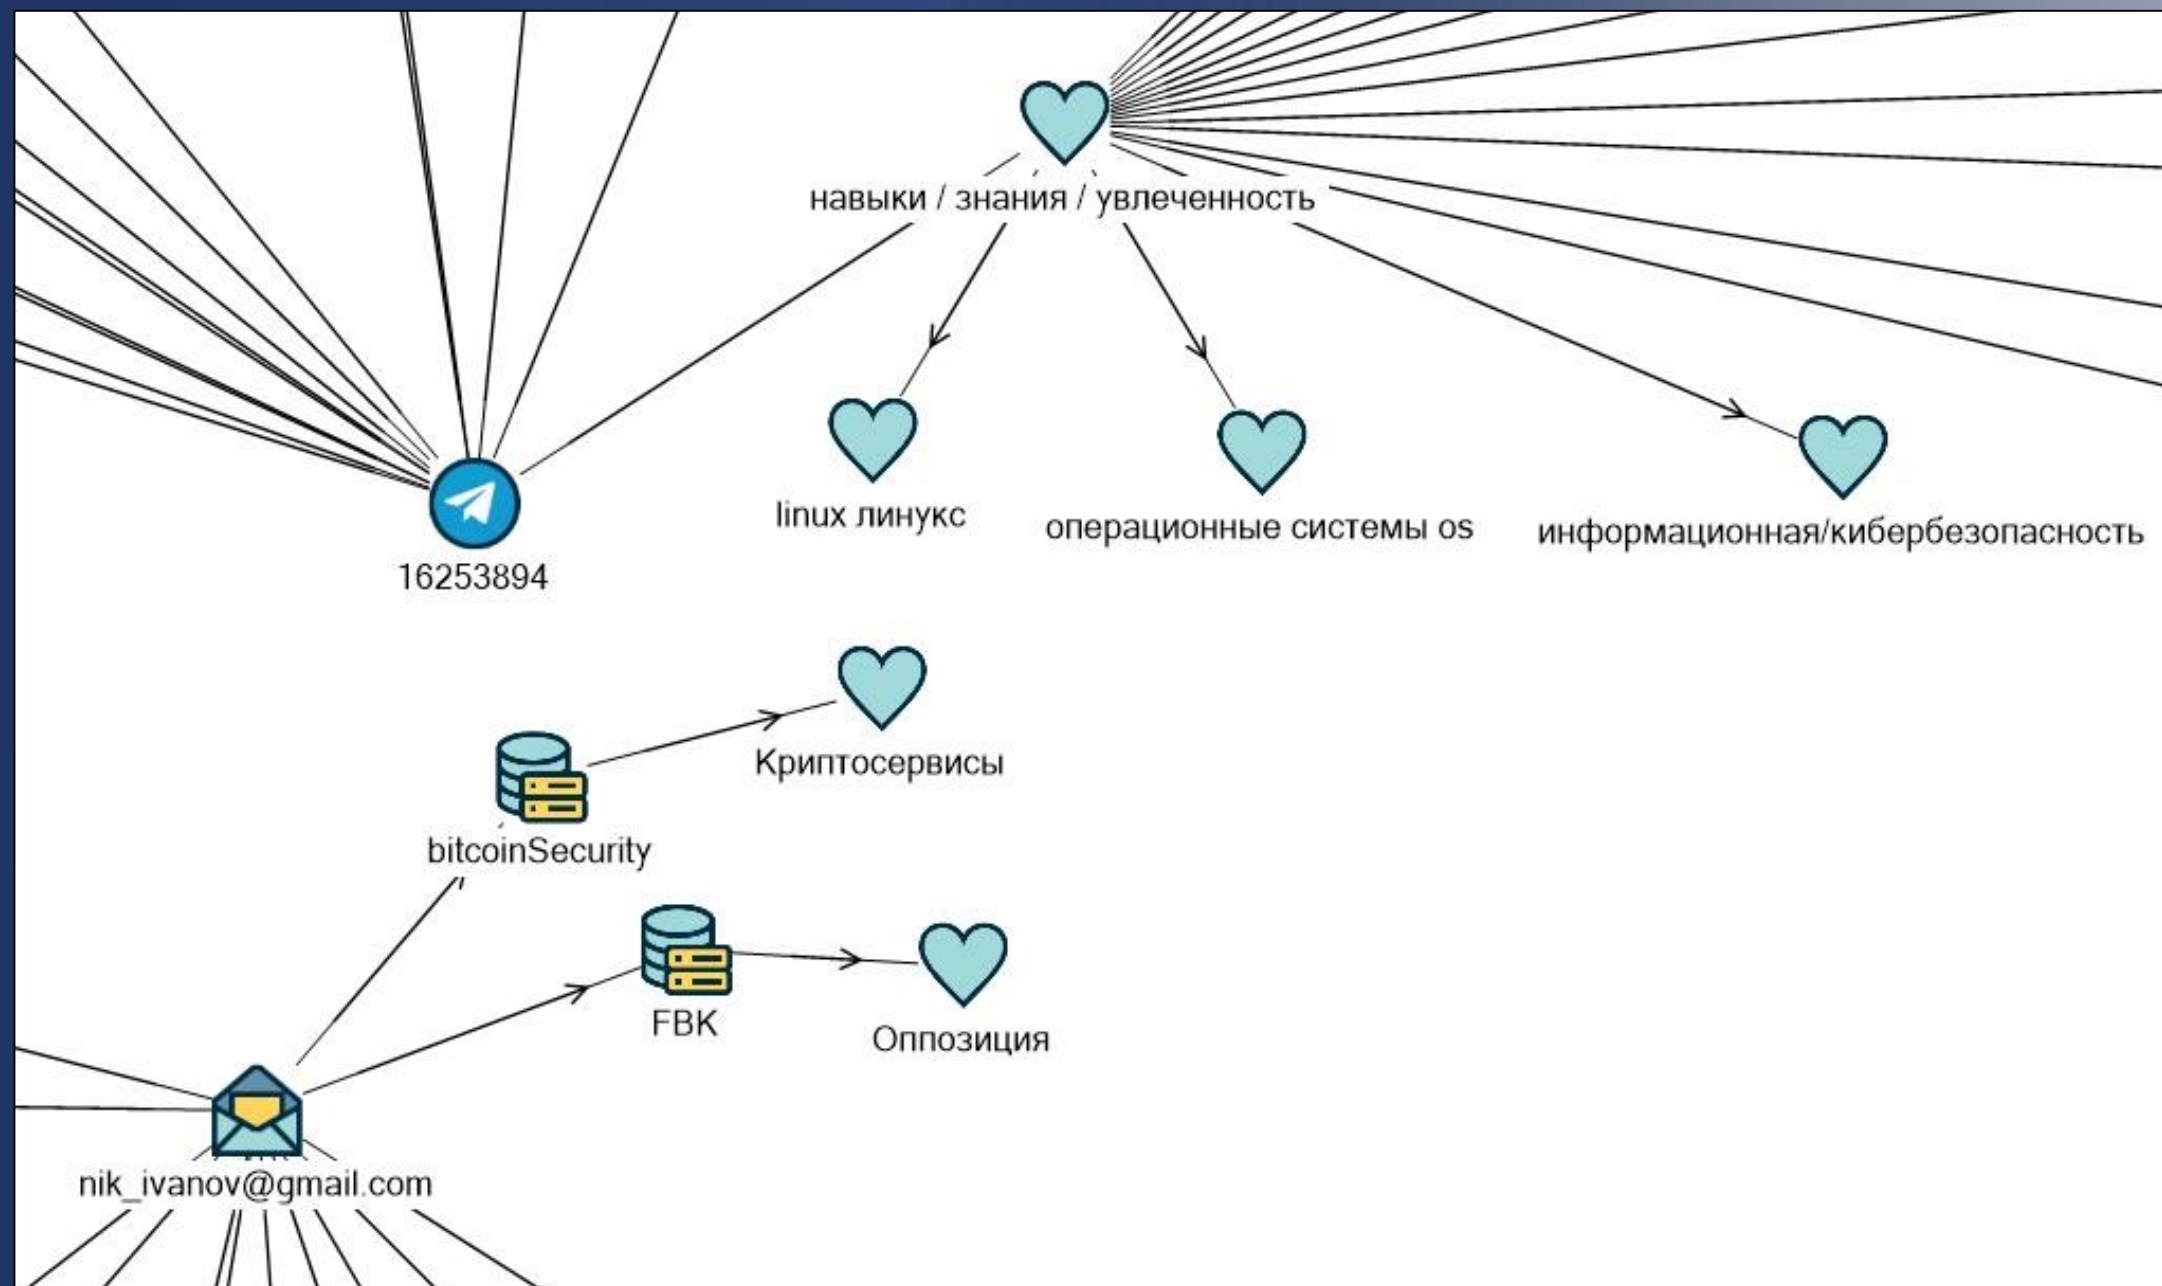 навыки / знания / увлеченность
linux линукс
операционные системы os
информационная/кибербезопасность
16253894
Криптосервисы
bitcoinSecurity
FBK
Оппозиция
nik_ivanov@gmail.com